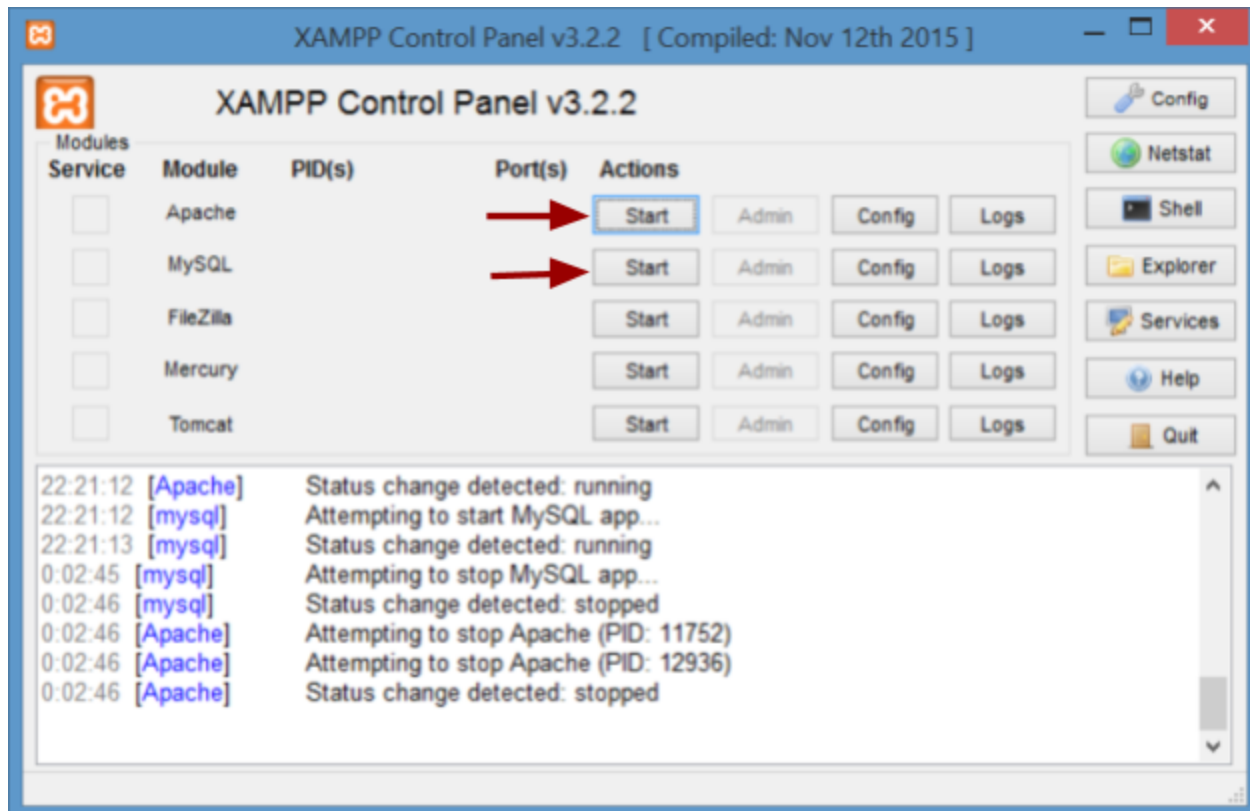 XAMPP Control Panel v3.2.2 [ Compiled: Nov 12th 2015 ]
XAMPP Control Panel v3.2.2
Config
Modules
Netstat
Service Module PID(s) Port(s) Actions
Apache Start Admin Config Logs
Shell
MySQL Start Admin Config Logs
Explorer
FileZilla Start Admin Config Logs
Services
Mercury Start Admin Config Logs
Help
Tomcat Start Admin Config Logs
Quit
22:21:12 [Apache] Status change detected: running
22:21:12 [mysql] Attempting to start MySQL app...
22:21:13 [mysql] Status change detected: running
0:02:45 [mysql] Attempting to stop MySQL app...
0:02:46 [mysql] Status change detected: stopped
0:02:46 [Apache] Attempting to stop Apache (PID: 11752)
0:02:46 [Apache] Attempting to stop Apache (PID: 12936)
0:02:46 [Apache] Status change detected: stopped